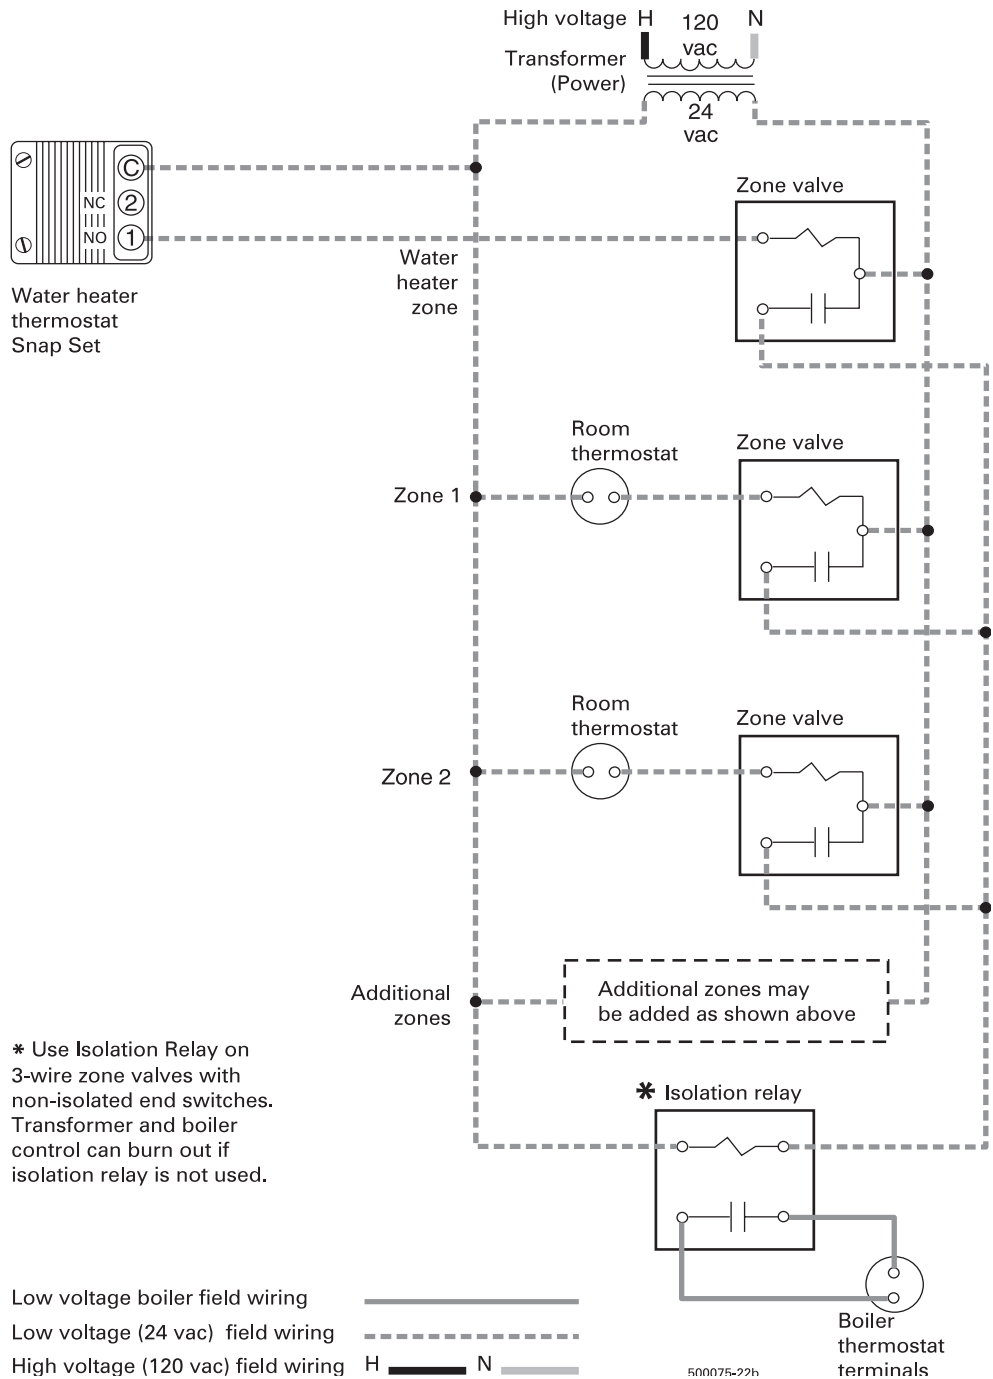 High voltage H 120 vac N
Transformer
(Power)
24
vac
C
NC 2
NO 1
Water heater
thermostat
Snap Set
Water
heater
zone
Zone valve
Room
thermostat
Zone valve
Zone 1
Room
thermostat
Zone valve
Zone 2
Additional
zones
Additional zones may
be added as shown above
* Use Isolation Relay on
3-wire zone valves with
non-isolated end switches.
Transformer and boiler
control can burn out if
isolation relay is not used.
* Isolation relay
Boiler
thermostat
terminals
Low voltage boiler field wiring
Low voltage (24 vac) field wiring
High voltage (120 vac) field wiring H N
500075-22b